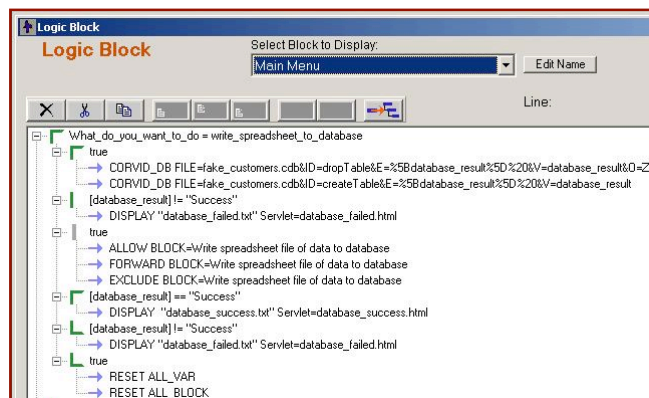 Logic Block
Logic Block
Select Block to Display:
Main Menu
Edit Name
Line:
What_do_you_want_to_do = write_spreadsheet_to_database
true
CORVID_DB FILE=fake_customers.cdb&ID=dropTable&E=%5Bdatabase_result%5D%20&V=database_result&O=Z
CORVID_DB FILE=fake_customers.cdb&ID=createTable&E=%5Bdatabase_result%5D%20&V=database_result
[database_result] != "Success"
DISPLAY "database_failed.txt" Servlet=database_failed.html
true
ALLOW BLOCK=Write spreadsheet file of data to database
FORWARD BLOCK=Write spreadsheet file of data to database
EXCLUDE BLOCK=Write spreadsheet file of data to database
[database_result] == "Success"
DISPLAY "database_success.txt" Servlet=database_success.html
[database_result] != "Success"
DISPLAY "database_failed.txt" Servlet=database_failed.html
true
RESET ALL_VAR
RESET ALL_BLOCK